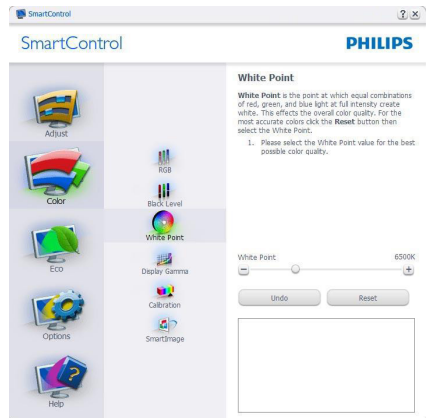 SmartControl
? ×
SmartControl
PHILIPS
Adjust
Color
Eco
Options
Help
RGB
Black Level
White Point
Display Gamma
Calibration
SmartImage
White Point
White Point is the point at which equal combinations
of red, green, and blue light at full intensity create
white. This effects the overall color quality. For the
most accurate colors click the Reset button then
select the White Point.
1. Please select the White Point value for the best
possible color quality.
White Point 6500K
Undo Reset